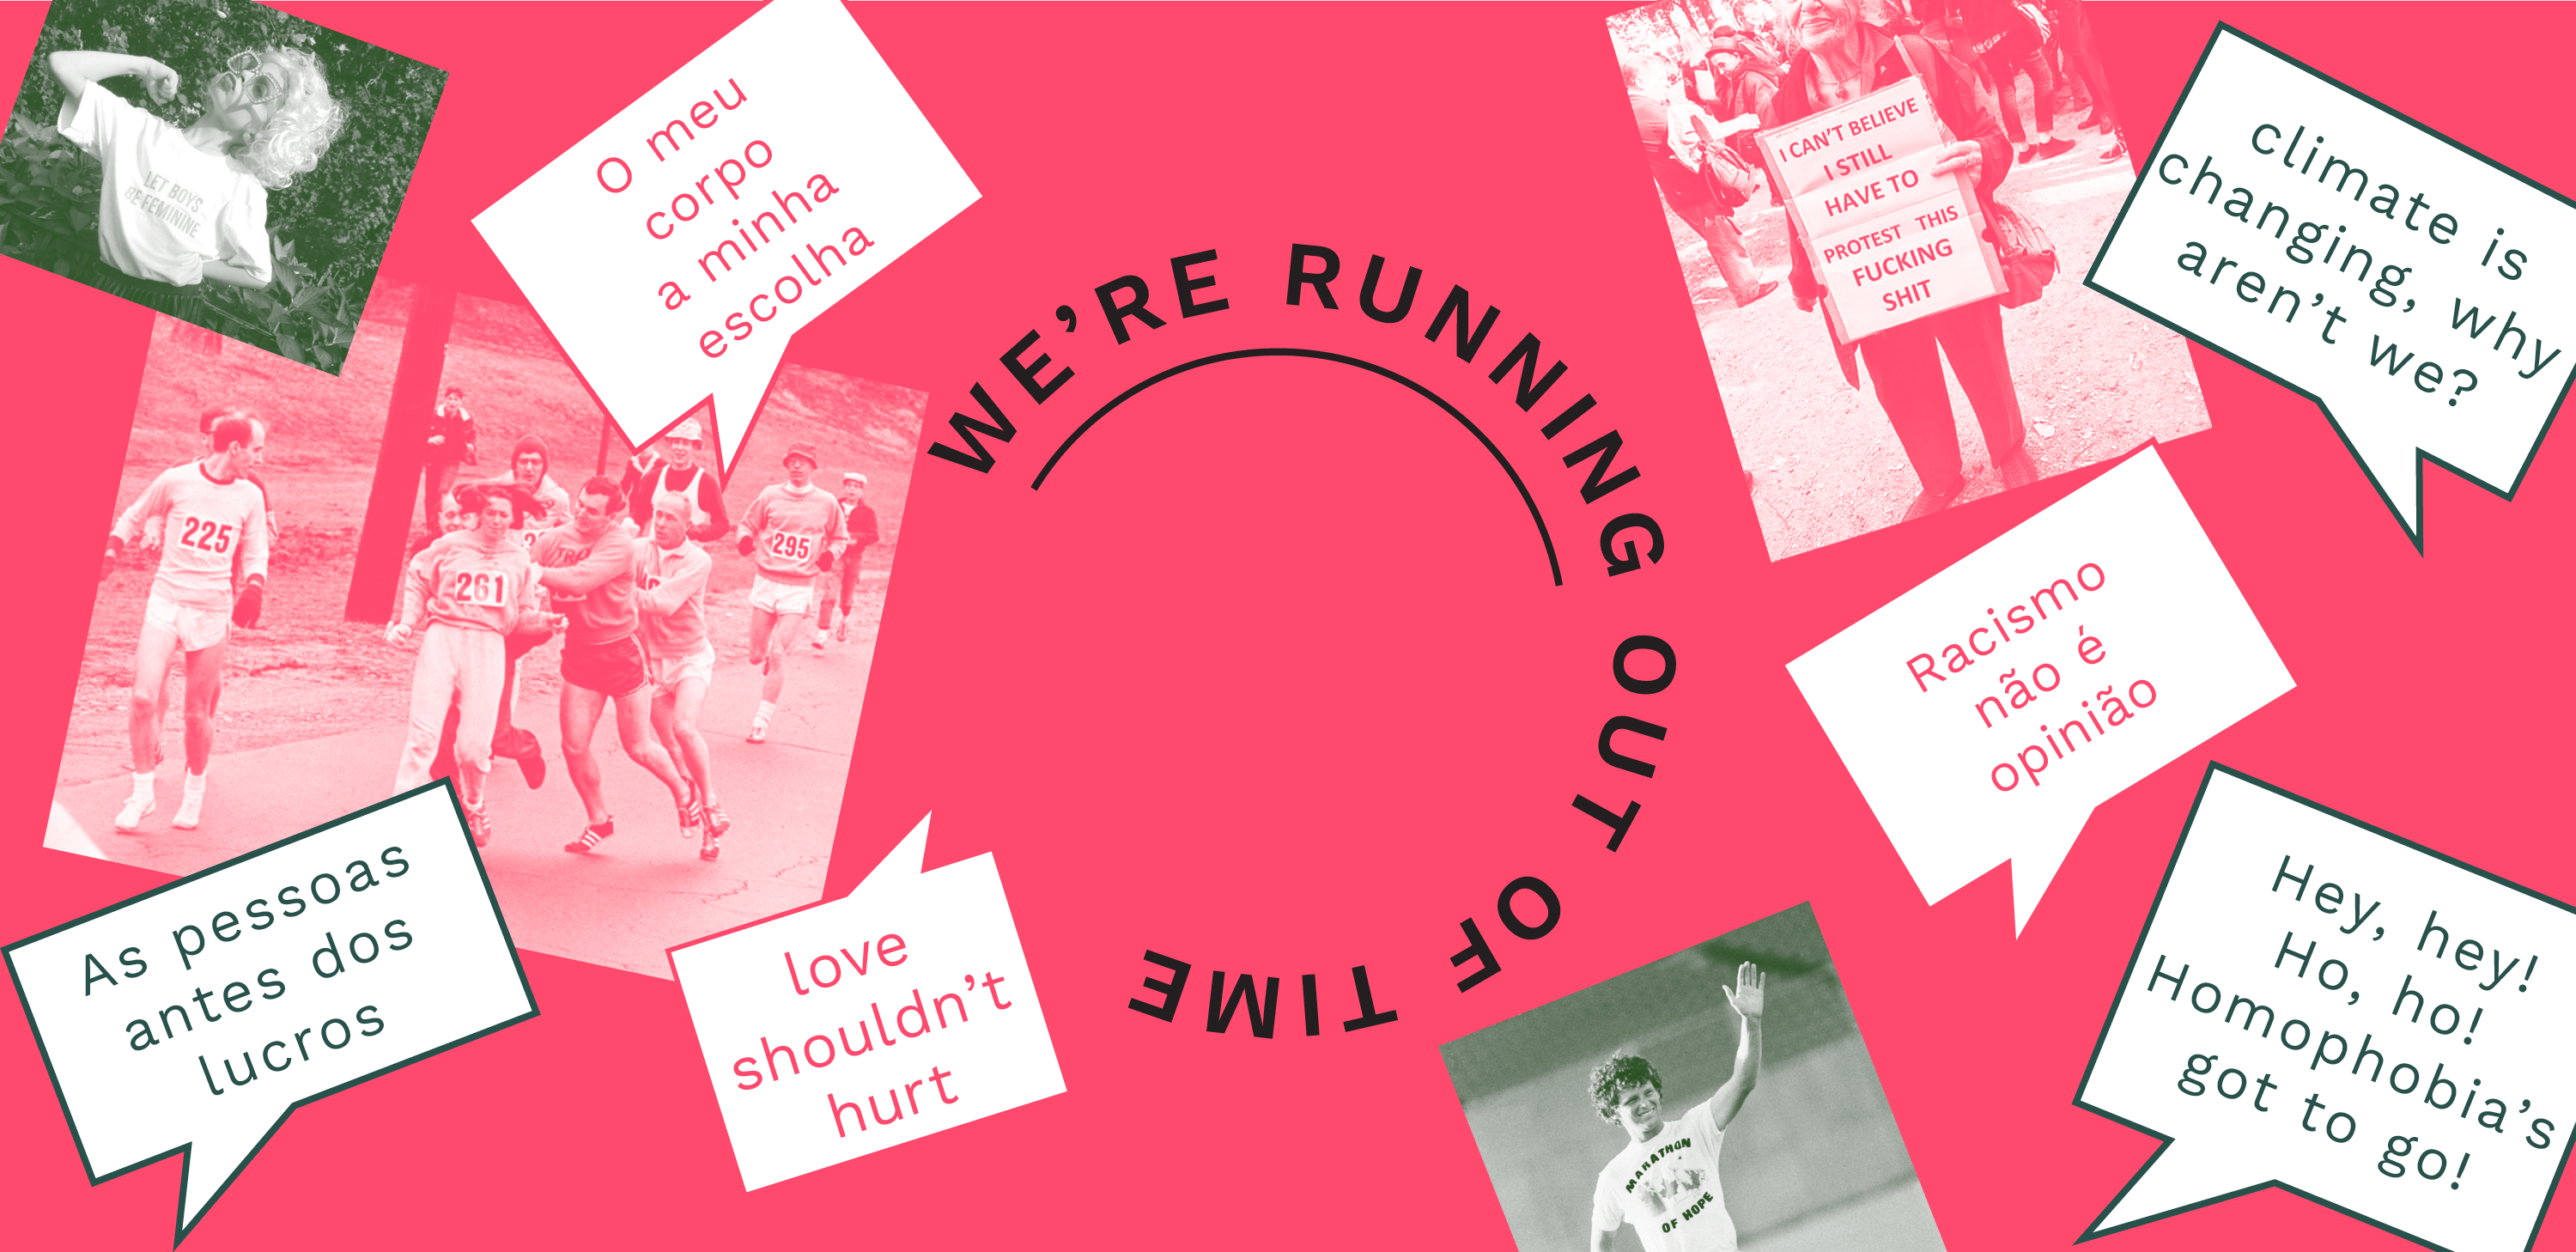 LET BOYS
BE FEMININE
O meu
corpo
a minha
escolha
WE’RE RUNNING OUT OF TIME
I CAN’T BELIEVE
I STILL
HAVE TO
PROTEST THIS
FUCKING
SHIT
climate is
changing, why
aren’t we?
225
261
295
Racismo
não é
opinião
As pessoas
antes dos
lucros
love
shouldn’t
hurt
MARATHON
OF HOPE
Hey, hey!
Ho, ho!
Homophobia’s
got to go!